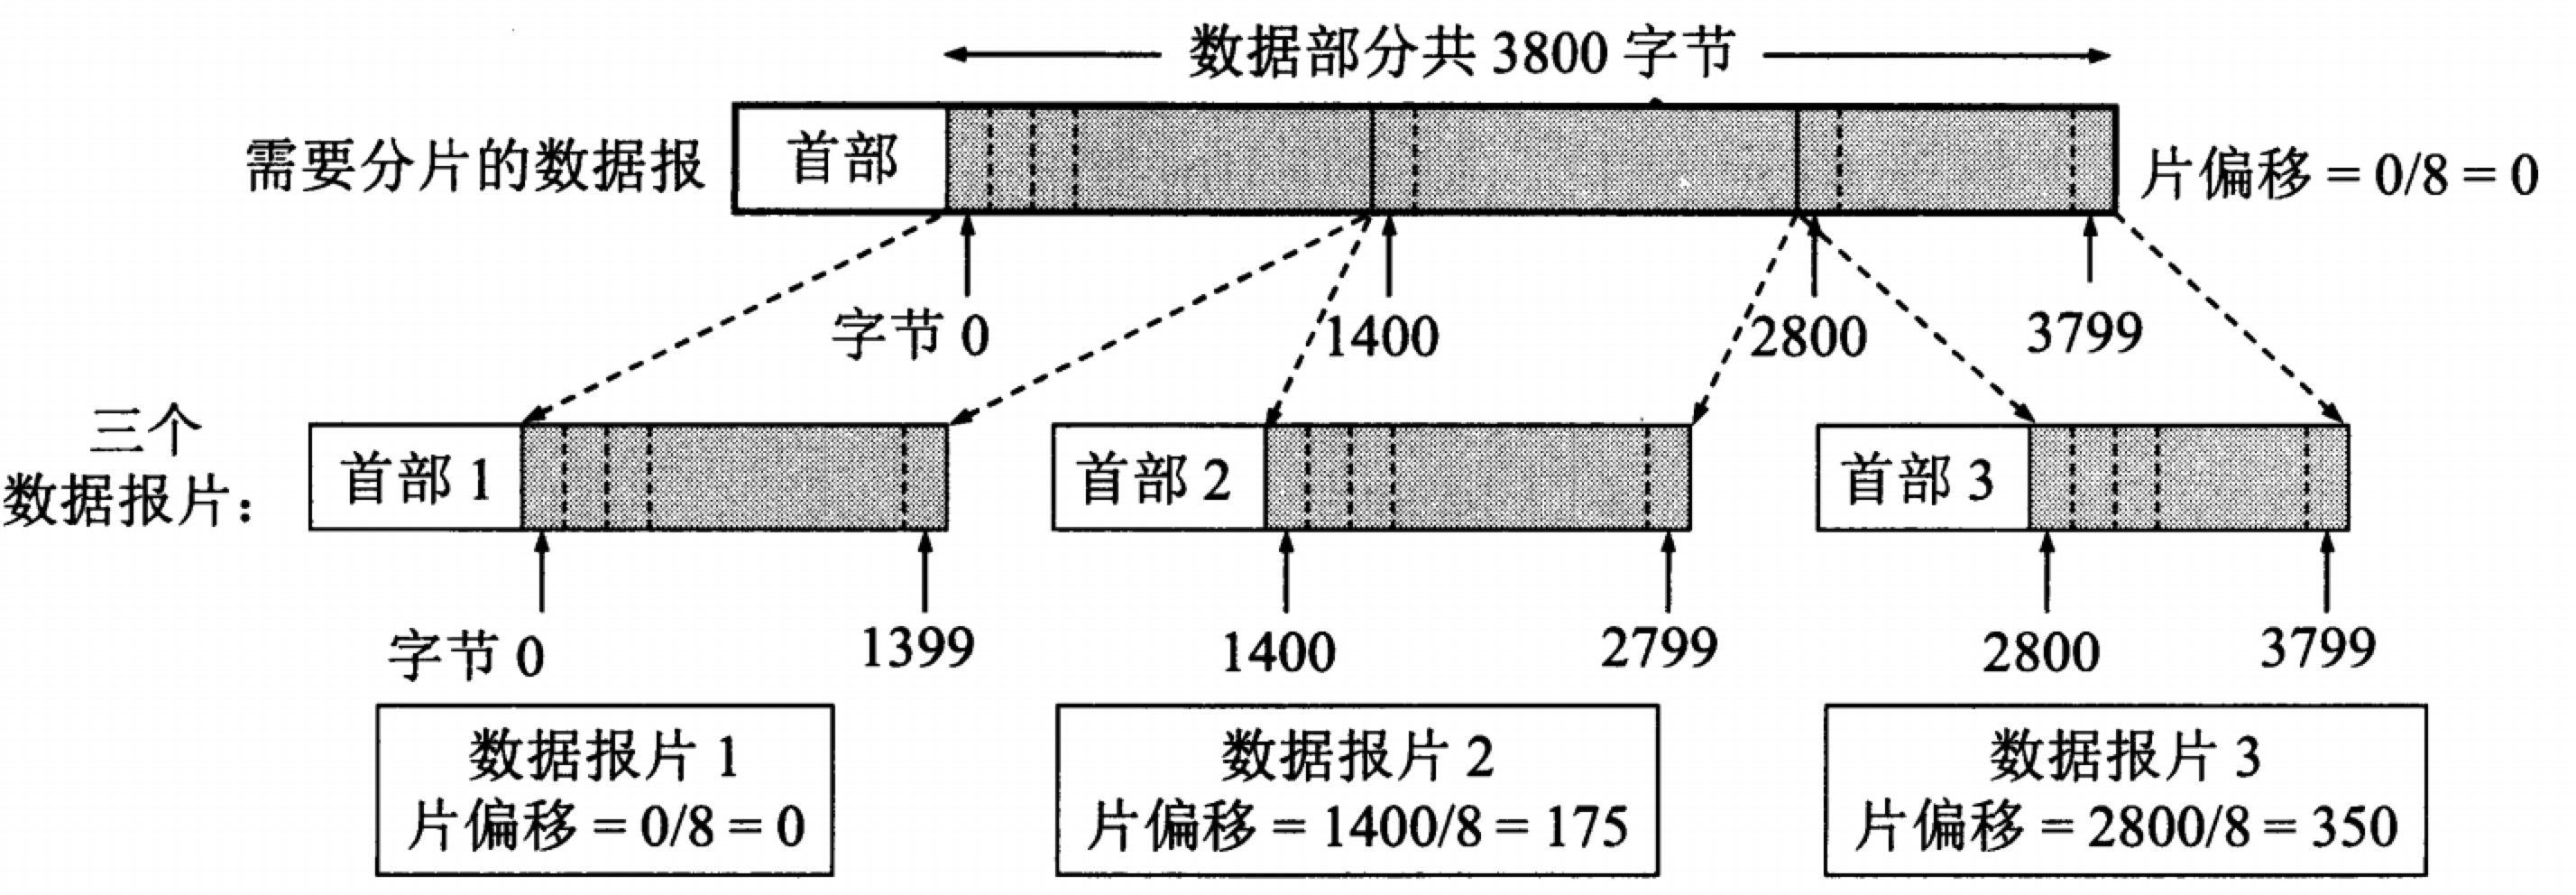 数据部分共 3800 字节
需要分片的数据报
首部
片偏移 = 0/8 = 0
字节 0
1400
2800
3799
三个
数据报片：
首部 1
首部 2
首部 3
字节 0
1399
1400
2799
2800
3799
数据报片 1
片偏移 = 0/8 = 0
数据报片 2
片偏移 = 1400/8 = 175
数据报片 3
片偏移 = 2800/8 = 350